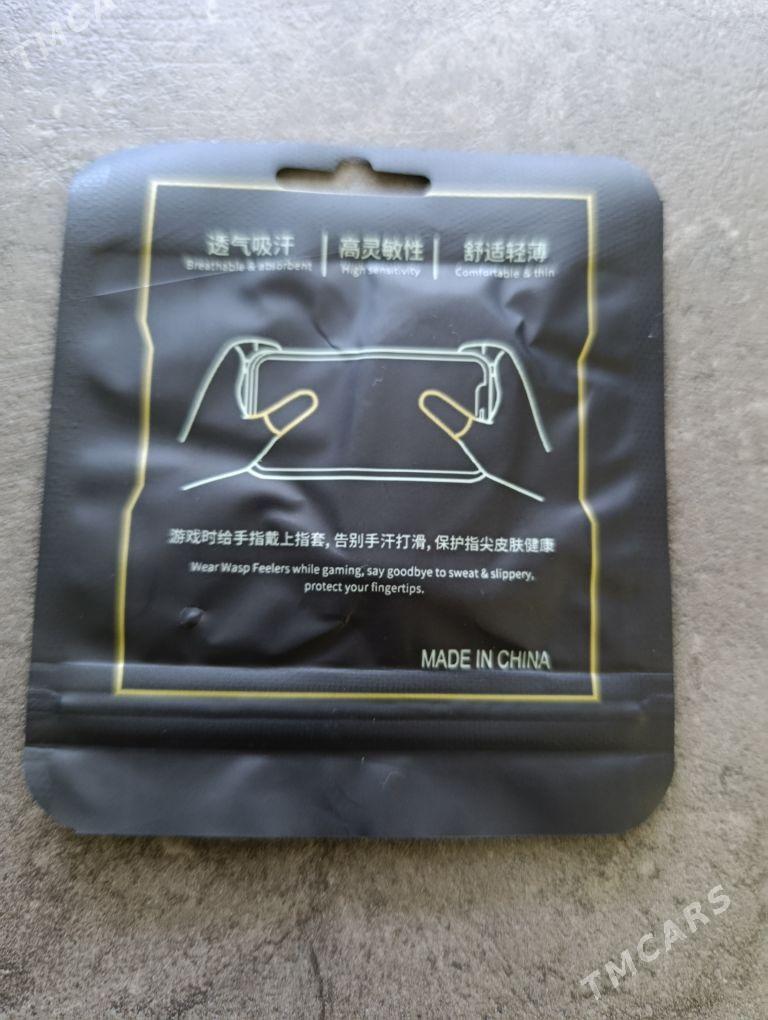 TMCARS
透气吸汗 | 高灵敏性 | 舒适轻薄
Breathable & absorbent | High sensitivity | Comfortable & thin
游戏时给手指戴上指套, 告别手汗打滑, 保护指尖皮肤健康
Wear Wasp Feelers while gaming, say goodbye to sweat & slippery,
protect your fingertips.
MADE IN CHINA
TMCARS